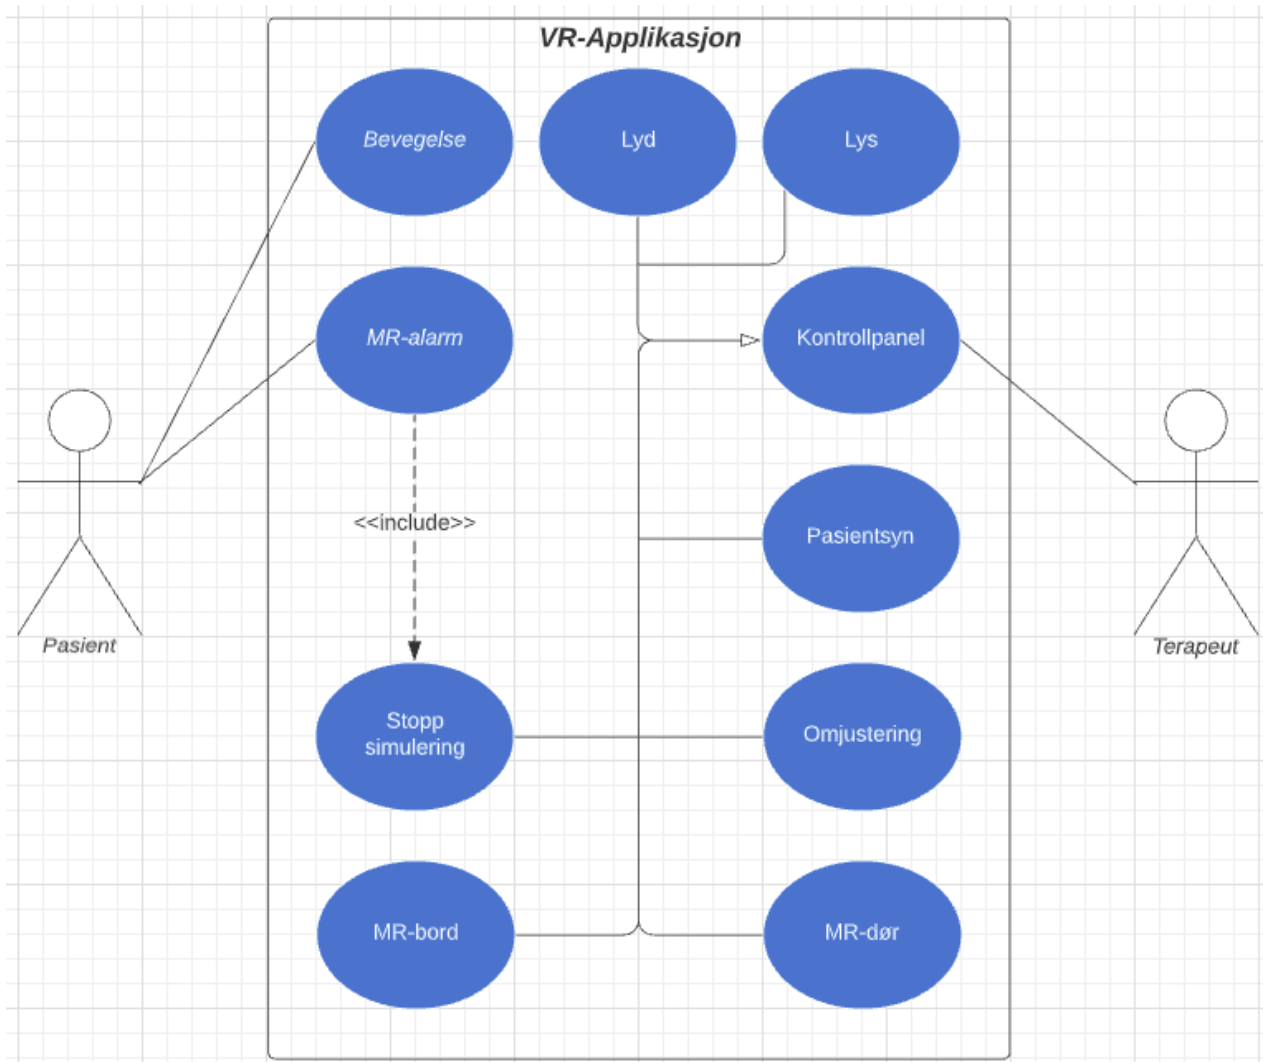 VR-Applikasjon
Bevegelse
Lyd
Lys
MR-alarm
Kontrollpanel
<<include>>
Pasientsyn
Pasient
Terapeut
Stopp
simulering
Omjustering
MR-bord
MR-dør